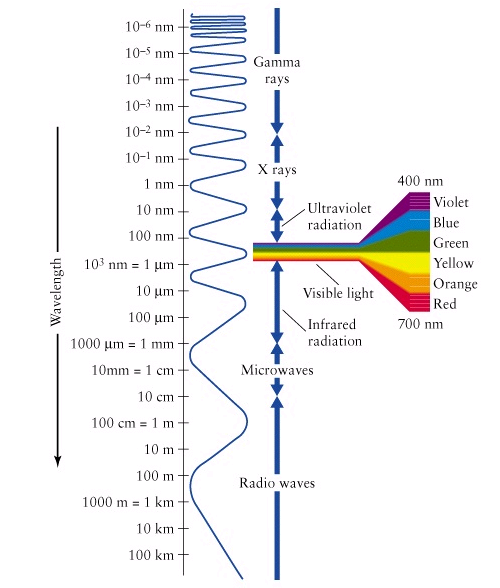 10⁻⁶ nm
10⁻⁵ nm
10⁻⁴ nm
10⁻³ nm
10⁻² nm
10⁻¹ nm
1 nm
10 nm
100 nm
10³ nm = 1 µm
10 µm
100 µm
1000 µm = 1 mm
10mm = 1 cm
10 cm
100 cm = 1 m
10 m
100 m
1000 m = 1 km
10 km
100 km
Wavelength
Gamma
rays
X rays
Ultraviolet
radiation
Visible light
Infrared
radiation
Microwaves
Radio waves
400 nm
Violet
Blue
Green
Yellow
Orange
Red
700 nm